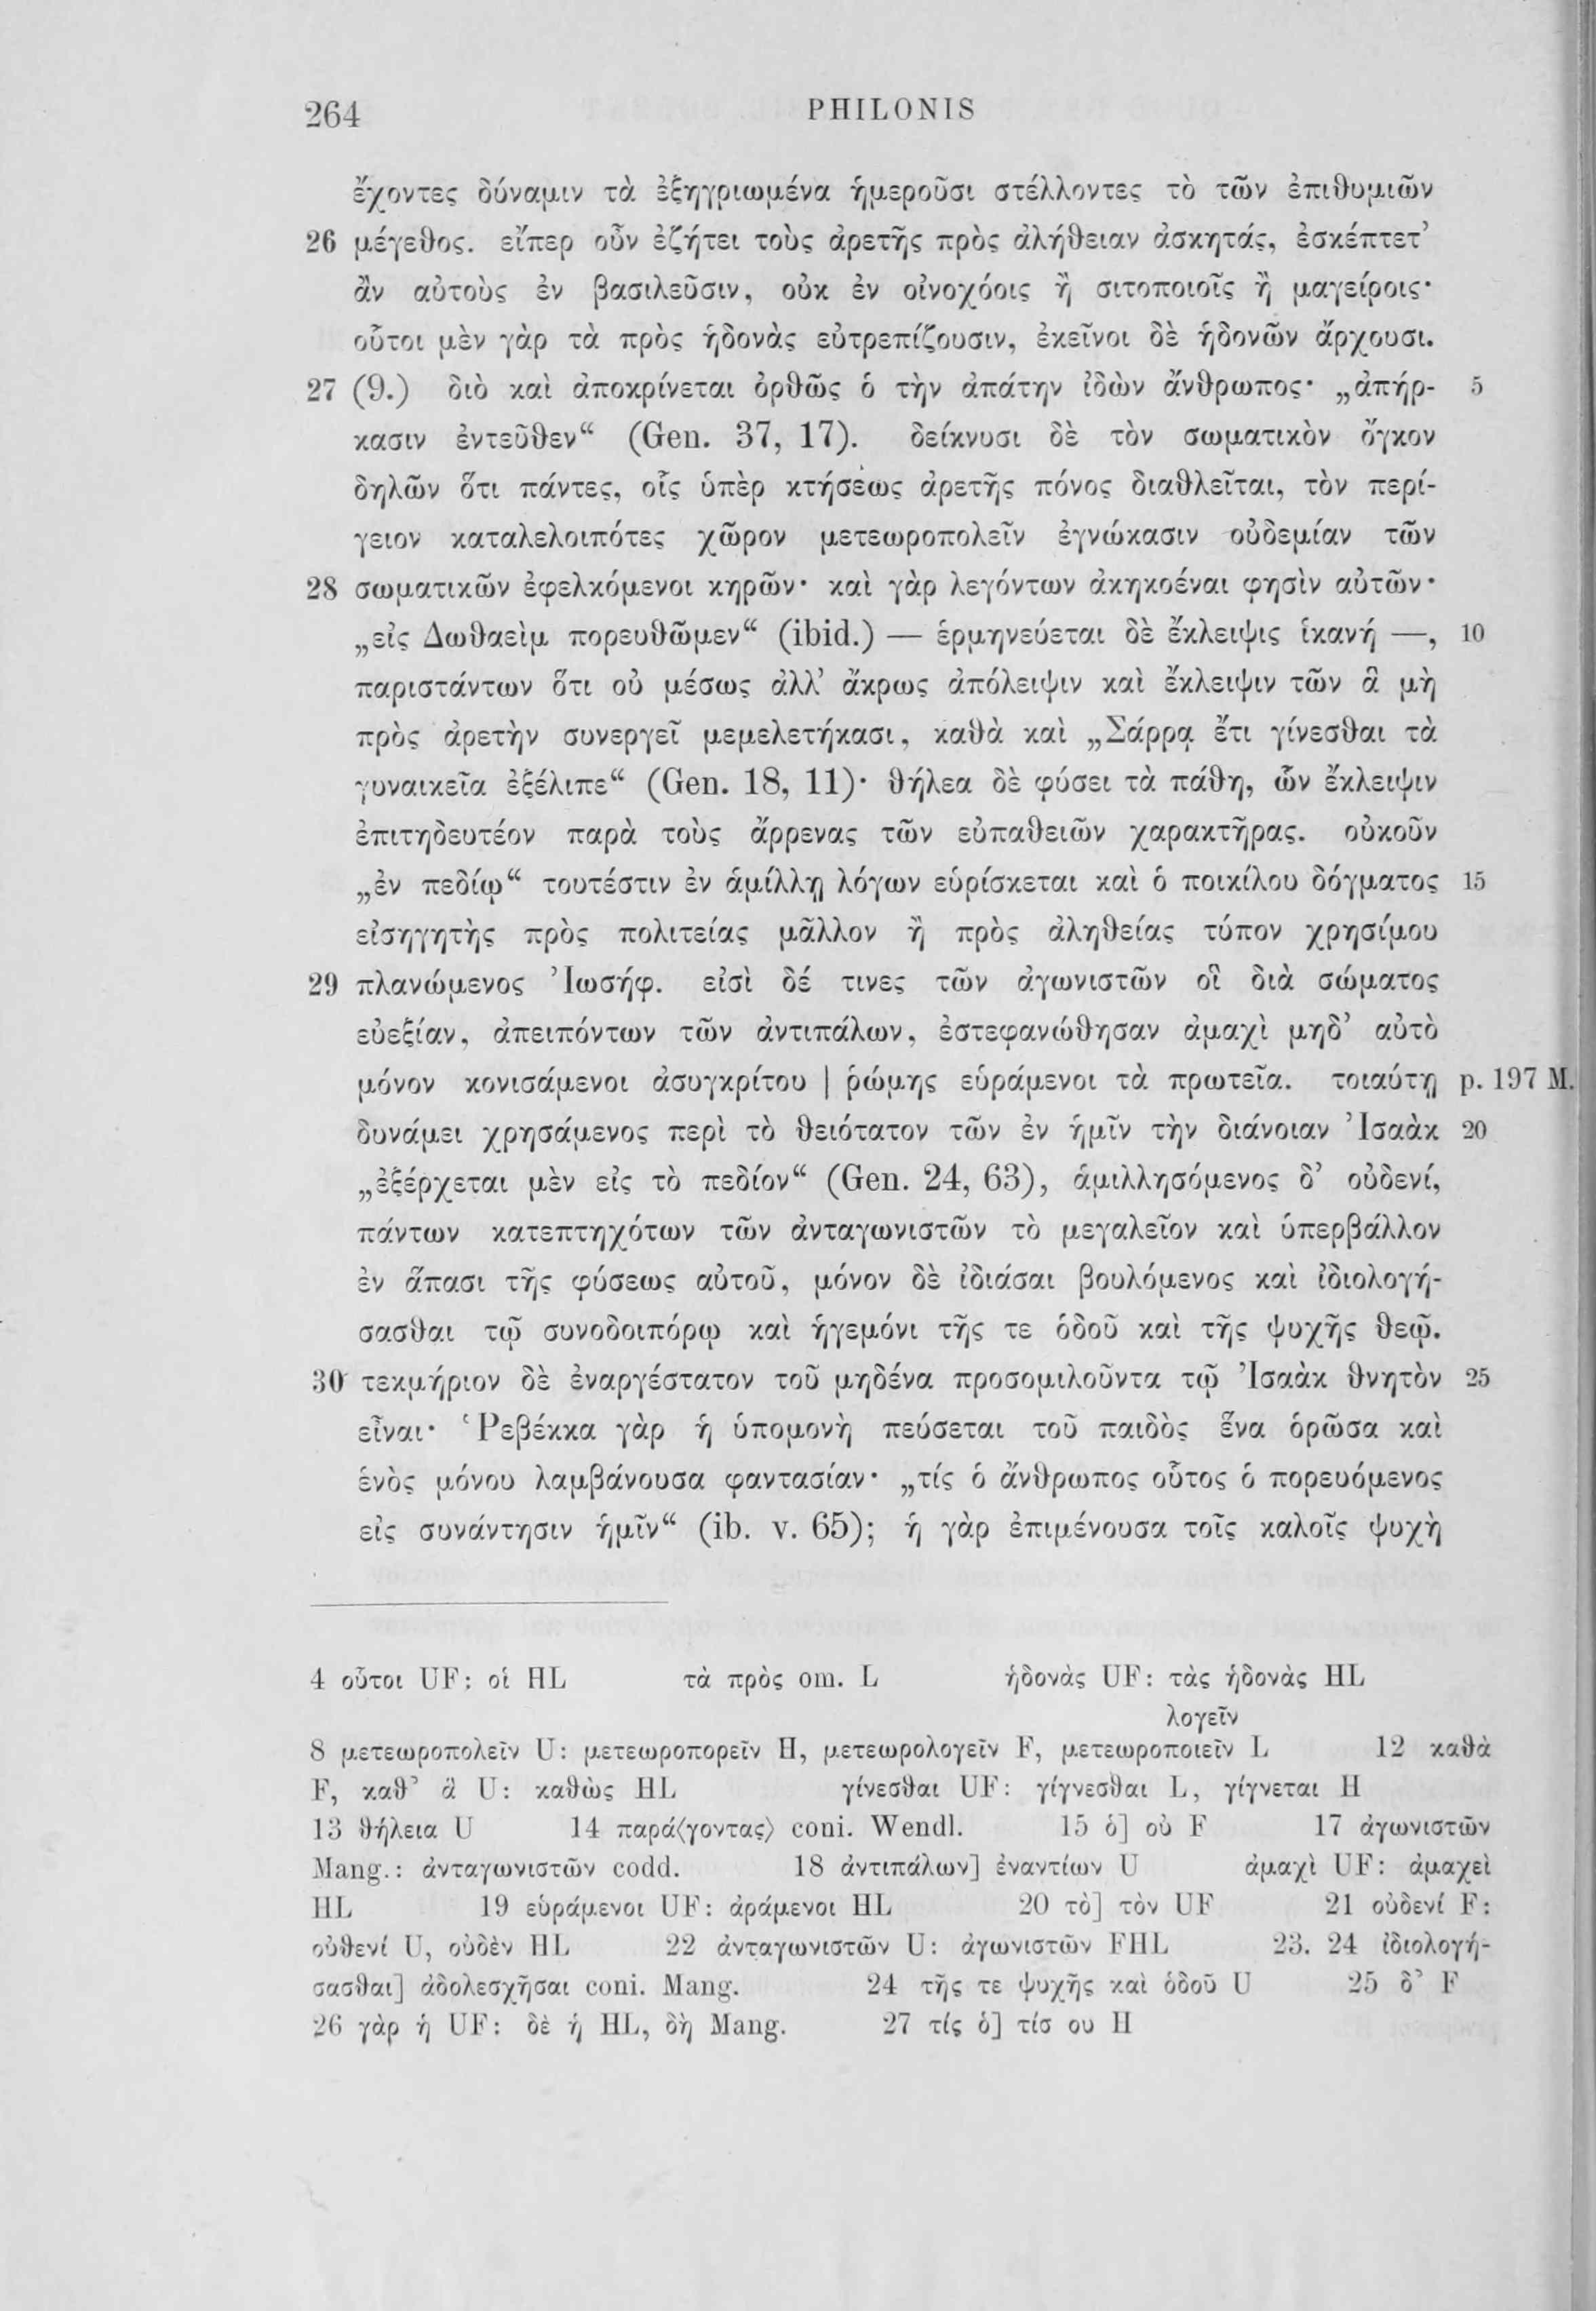 264 PHILONIS
ἔχοντες δύναμιν τὰ ἐξηγριωμένα ἡμεροῦσι στέλλοντες τὸ τῶν ἐπιθυμιῶν
26 μέγεθος. εἴπερ οὖν ἐζήτει τοὺς ἀρετῆς πρὸς ἀλήθειαν ἀσκητάς, ἐσκέπτετ’
ἂν αὐτοὺς ἐν βασιλεῦσιν, οὐκ ἐν οἰνοχόοις ἢ σιτοποιοῖς ἢ μαγείροις·
οὗτοι μὲν γὰρ τὰ πρὸς ἡδονὰς εὐτρεπίζουσιν, ἐκεῖνοι δὲ ἡδονῶν ἄρχουσι.
27 (9.) διὸ καὶ ἀποκρίνεται ὀρθῶς ὁ τὴν ἀπάτην ἰδὼν ἄνθρωπος· „ἀπήρ- 5
κασιν ἐντεῦθεν“ (Gen. 37, 17). δείκνυσι δὲ τὸν σωματικὸν ὄγκον
δηλῶν ὅτι πάντες, οἷς ὑπὲρ κτήσεως ἀρετῆς πόνος διαθλεῖται, τὸν περί-
γειον καταλελοιπότες χῶρον μετεωροπολεῖν ἐγνώκασιν οὐδεμίαν τῶν
28 σωματικῶν ἐφελκόμενοι κηρῶν· καὶ γὰρ λεγόντων ἀκηκοέναι φησὶν αὐτῶν·
„εἰς Δωθαεὶμ πορευθῶμεν“ (ibid.) — ἑρμηνεύεται δὲ ἔκλειψις ἱκανή —, 10
παριστάντων ὅτι οὐ μέσως ἀλλ’ ἄκρως ἀπόλειψιν καὶ ἔκλειψιν τῶν ἃ μὴ
πρὸς ἀρετὴν συνεργεῖ μεμελετήκασι, καθὰ καὶ „Σάρρᾳ ἔτι γίνεσθαι τὰ
γυναικεῖα ἐξέλιπε“ (Gen. 18, 11)· θήλεα δὲ φύσει τὰ πάθη, ὧν ἔκλειψιν
ἐπιτηδευτέον παρὰ τοὺς ἄρρενας τῶν εὐπαθειῶν χαρακτῆρας. οὐκοῦν
„ἐν πεδίῳ“ τουτέστιν ἐν ἁμίλλῃ λόγων εὑρίσκεται καὶ ὁ ποικίλου δόγματος 15
εἰσηγητὴς πρὸς πολιτείας μᾶλλον ἢ πρὸς ἀληθείας τύπον χρησίμου
29 πλανώμενος Ἰωσήφ. εἰσὶ δέ τινες τῶν ἀγωνιστῶν οἳ διὰ σώματος
εὐεξίαν, ἀπειπόντων τῶν ἀντιπάλων, ἐστεφανώθησαν ἀμαχὶ μηδ’ αὐτὸ
μόνον κονισάμενοι ἀσυγκρίτου | ῥώμης εὑράμενοι τὰ πρωτεῖα. τοιαύτῃ p. 197 M.
δυνάμει χρησάμενος περὶ τὸ θειότατον τῶν ἐν ἡμῖν τὴν διάνοιαν Ἰσαὰκ 20
„ἐξέρχεται μὲν εἰς τὸ πεδίον“ (Gen. 24, 63), ἁμιλλησόμενος δ’ οὐδενί,
πάντων κατεπτηχότων τῶν ἀνταγωνιστῶν τὸ μεγαλεῖον καὶ ὑπερβάλλον
ἐν ἅπασι τῆς φύσεως αὐτοῦ, μόνον δὲ ἰδιάσαι βουλόμενος καὶ ἰδιολογή-
σασθαι τῷ συνοδοιπόρῳ καὶ ἡγεμόνι τῆς τε ὁδοῦ καὶ τῆς ψυχῆς θεῷ.
30 τεκμήριον δὲ ἐναργέστατον τοῦ μηδένα προσομιλοῦντα τῷ Ἰσαὰκ θνητὸν 25
εἶναι· Ῥεβέκκα γὰρ ἡ ὑπομονὴ πεύσεται τοῦ παιδὸς ἕνα ὁρῶσα καὶ
ἑνὸς μόνου λαμβάνουσα φαντασίαν· „τίς ὁ ἄνθρωπος οὗτος ὁ πορευόμενος
εἰς συνάντησιν ἡμῖν“ (ib. v. 65); ἡ γὰρ ἐπιμένουσα τοῖς καλοῖς ψυχὴ
4 οὗτοι UF: οἱ HL τὰ πρὸς om. L ἡδονὰς UF: τὰς ἡδονὰς HL
λογεῖν
8 μετεωροπολεῖν U: μετεωροπορεῖν H, μετεωρολογεῖν F, μετεωροποιεῖν L 12 καθὰ
F, καθ’ ἃ U: καθὼς HL γίνεσθαι UF: γίγνεσθαι L, γίγνεται H
13 θήλεια U 14 παρά⟨γοντας⟩ coni. Wendl. 15 ὁ] οὐ F 17 ἀγωνιστῶν
Mang.: ἀνταγωνιστῶν codd. 18 ἀντιπάλων] ἐναντίων U ἀμαχὶ UF: ἀμαχεὶ
HL 19 εὑράμενοι UF: ἀράμενοι HL 20 τὸ] τὸν UF 21 οὐδενί F:
οὐθενί U, οὐδὲν HL 22 ἀνταγωνιστῶν U: ἀγωνιστῶν FHL 23. 24 ἰδιολογή-
σασθαι] ἀδολεσχῆσαι coni. Mang. 24 τῆς τε ψυχῆς καὶ ὁδοῦ U 25 δ’ F
26 γὰρ ἡ UF: δὲ ἡ HL, δὴ Mang. 27 τίς ὁ] τίσ ου H